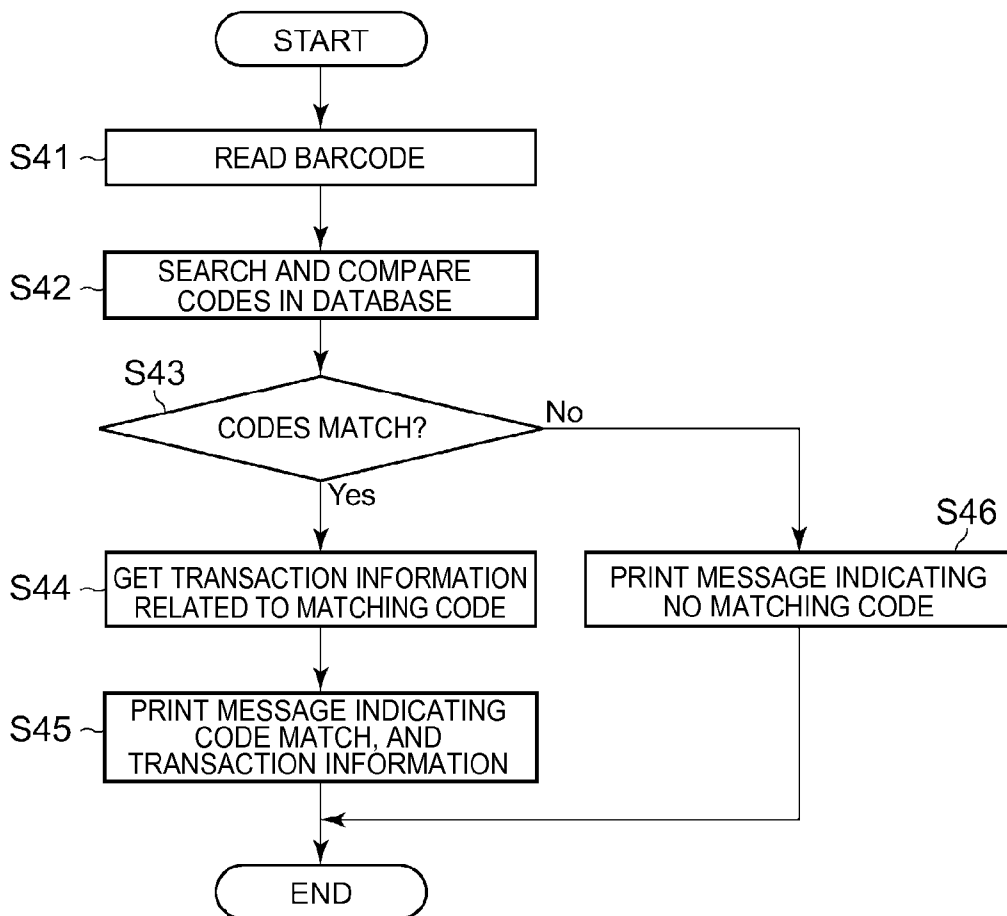 START
S41
READ BARCODE
S42
SEARCH AND COMPARE
CODES IN DATABASE
S43
CODES MATCH?
No
Yes
S44
GET TRANSACTION INFORMATION
RELATED TO MATCHING CODE
S46
PRINT MESSAGE INDICATING
NO MATCHING CODE
S45
PRINT MESSAGE INDICATING
CODE MATCH, AND
TRANSACTION INFORMATION
END